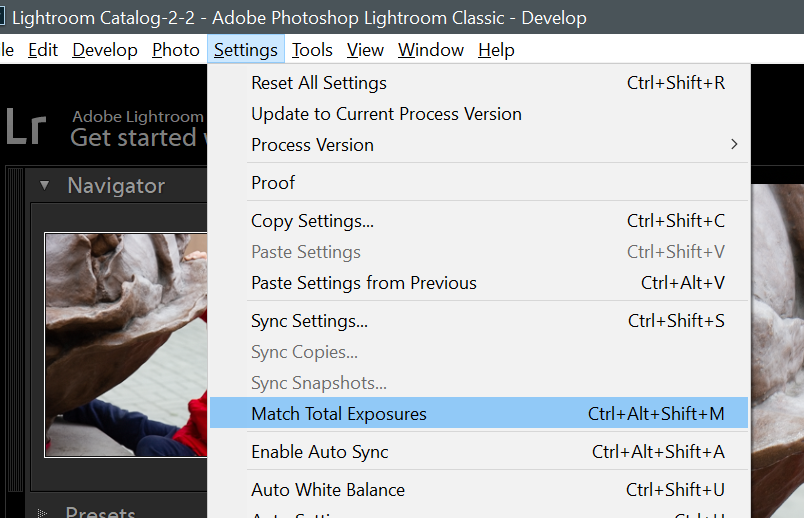 Lightroom Catalog-2-2 - Adobe Photoshop Lightroom Classic - Develop
le Edit Develop Photo Settings Tools View Window Help
Lr
Adobe Lightroom
Get started
Navigator
Reset All Settings Ctrl+Shift+R
Update to Current Process Version
Process Version
Proof
Copy Settings... Ctrl+Shift+C
Paste Settings Ctrl+Shift+V
Paste Settings from Previous Ctrl+Alt+V
Sync Settings... Ctrl+Shift+S
Sync Copies...
Sync Snapshots...
Match Total Exposures Ctrl+Alt+Shift+M
Enable Auto Sync Ctrl+Alt+Shift+A
Auto White Balance Ctrl+Shift+U
Presets